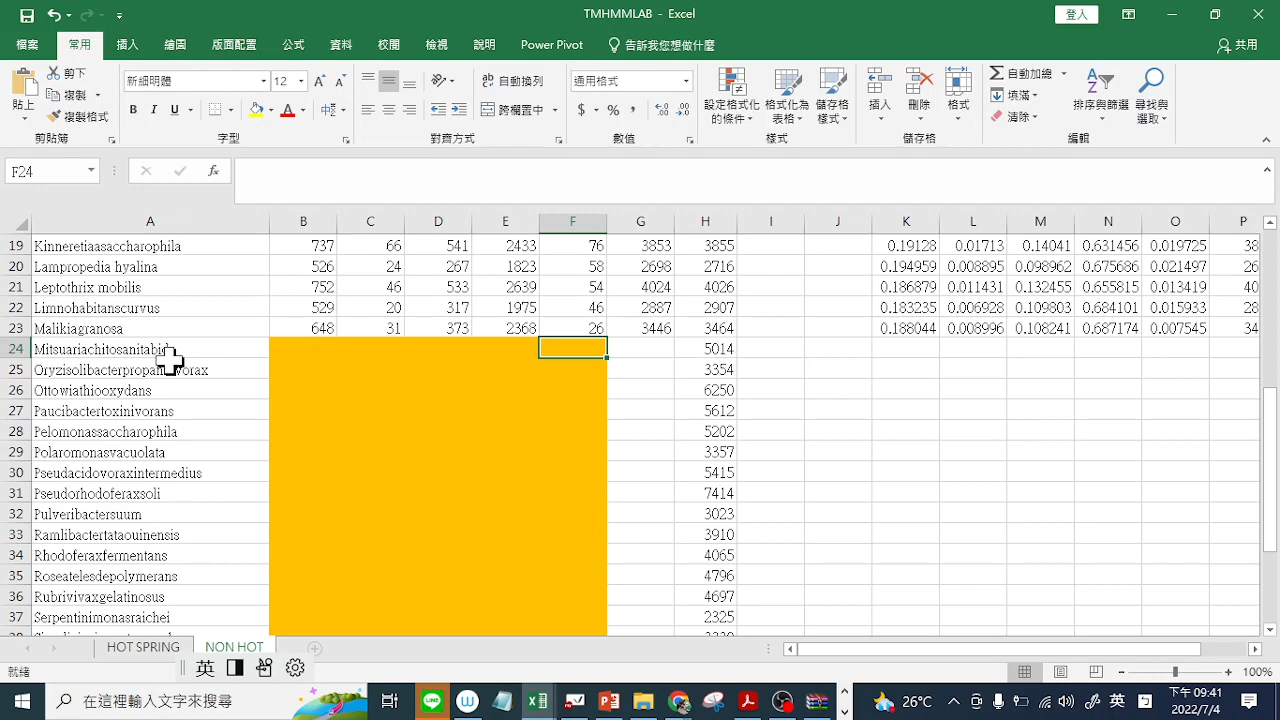 TMHMMLAB - Excel
登入
檔案 常用 插入 繪圖 版面配置 公式 資料 校閱 檢視 說明 Power Pivot 告訴我您想做什麼 共用
貼上 剪下 複製 複製格式 剪貼簿
新細明體 12 B I U A 字型
ab 自動換列 跨欄置中 對齊方式
通用格式 $ % , 數值
設定格式化的條件 格式化為表格 儲存格樣式 樣式
插入 刪除 格式 儲存格
自動加總 填滿 清除 排序與篩選 尋找與選取 編輯
F24 fx
A B C D E F G H I J K L M N O P
19 Kinneretiaasaccharophila 737 66 541 2433 76 3853 3855 0.19128 0.01713 0.14041 0.631456 0.019725 38
20 Lampropedia hyalina 526 24 267 1823 58 2698 2716 0.194959 0.008895 0.098962 0.675686 0.021497 26
21 Leptothrix mobilis 752 46 533 2639 54 4024 4026 0.186879 0.011431 0.132455 0.655815 0.013419 40
22 Limnohabitanscurvus 529 20 317 1975 46 2887 2907 0.183235 0.006928 0.109803 0.684101 0.015933 28
23 Malikiagranosa 648 31 373 2368 26 3446 3464 0.188044 0.008996 0.108241 0.687174 0.007545 34
24 5014
25 3354
26 Ottowiathiooxydans 6250
27 Paucibactertoxinivorans 5612
28 Pelomonassaccharophila 5202
29 Polaromonasvacuolata 3357
30 Pseudacidovoraxintermedius 5415
31 Pseudorhodoferaxsoli 7414
32 Pulveribactersuum 3023
33 Ramlibactertataouinensis 3910
34 Rhodoferaxfermentans 4065
35 Roseatelesdepolymerans 4796
36 Rubrivivaxgelatinosus 4697
37 Serpentinimonasraichei 2325
HOT SPRING NON HOT
就緒 英 100%
在這裡輸入文字來搜尋 26°C 英 下午 09:41
2022/7/4